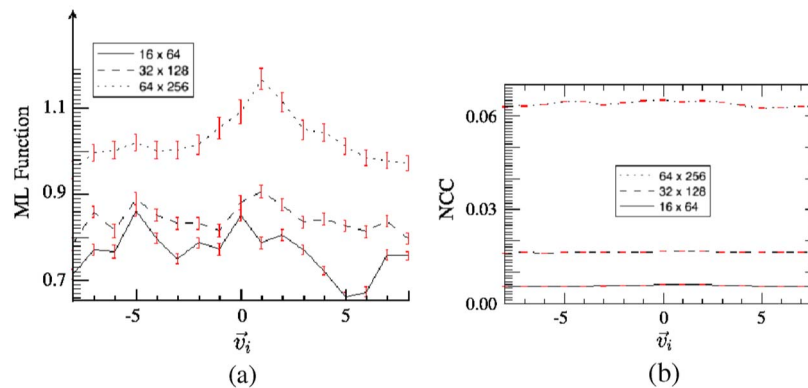 16 x 64
32 x 128
64 x 256
ML Function
1.1
0.9
0.7
-5
0
5
v⃗ᵢ
(a)
NCC
0.06
0.03
0.00
64 x 256
32 x 128
16 x 64
-5
0
5
v⃗ᵢ
(b)